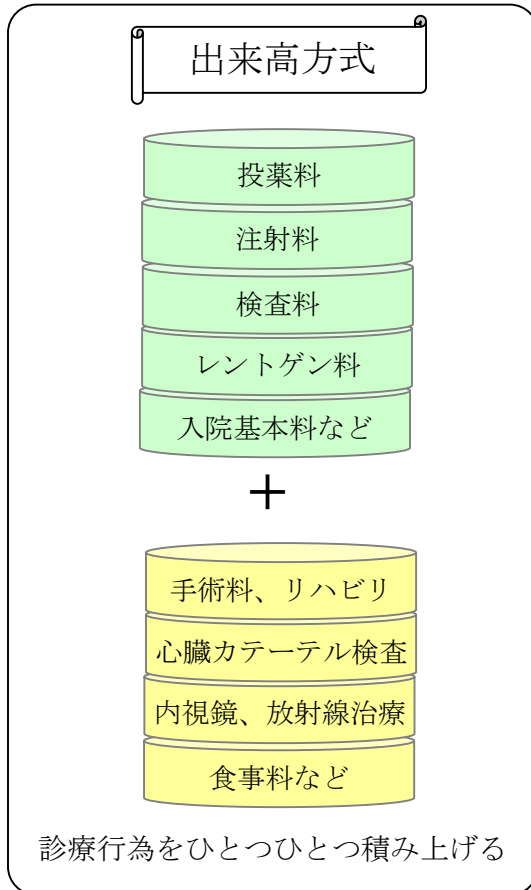 出来高方式
投薬料
注射料
検査料
レントゲン料
入院基本料など
+
手術料、リハビリ
心臓カテーテル検査
内視鏡、放射線治療
食事料など
診療行為をひとつひとつ積み上げる